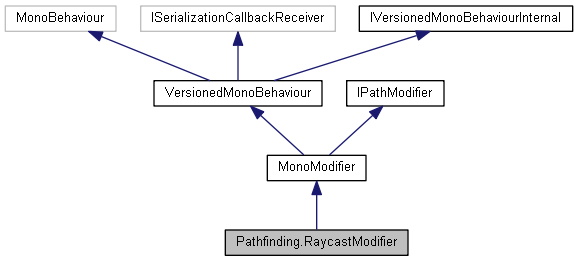 MonoBehaviour
ISerializationCallbackReceiver
IVersionedMonoBehaviourInternal
VersionedMonoBehaviour
IPathModifier
MonoModifier
Pathfinding.RaycastModifier